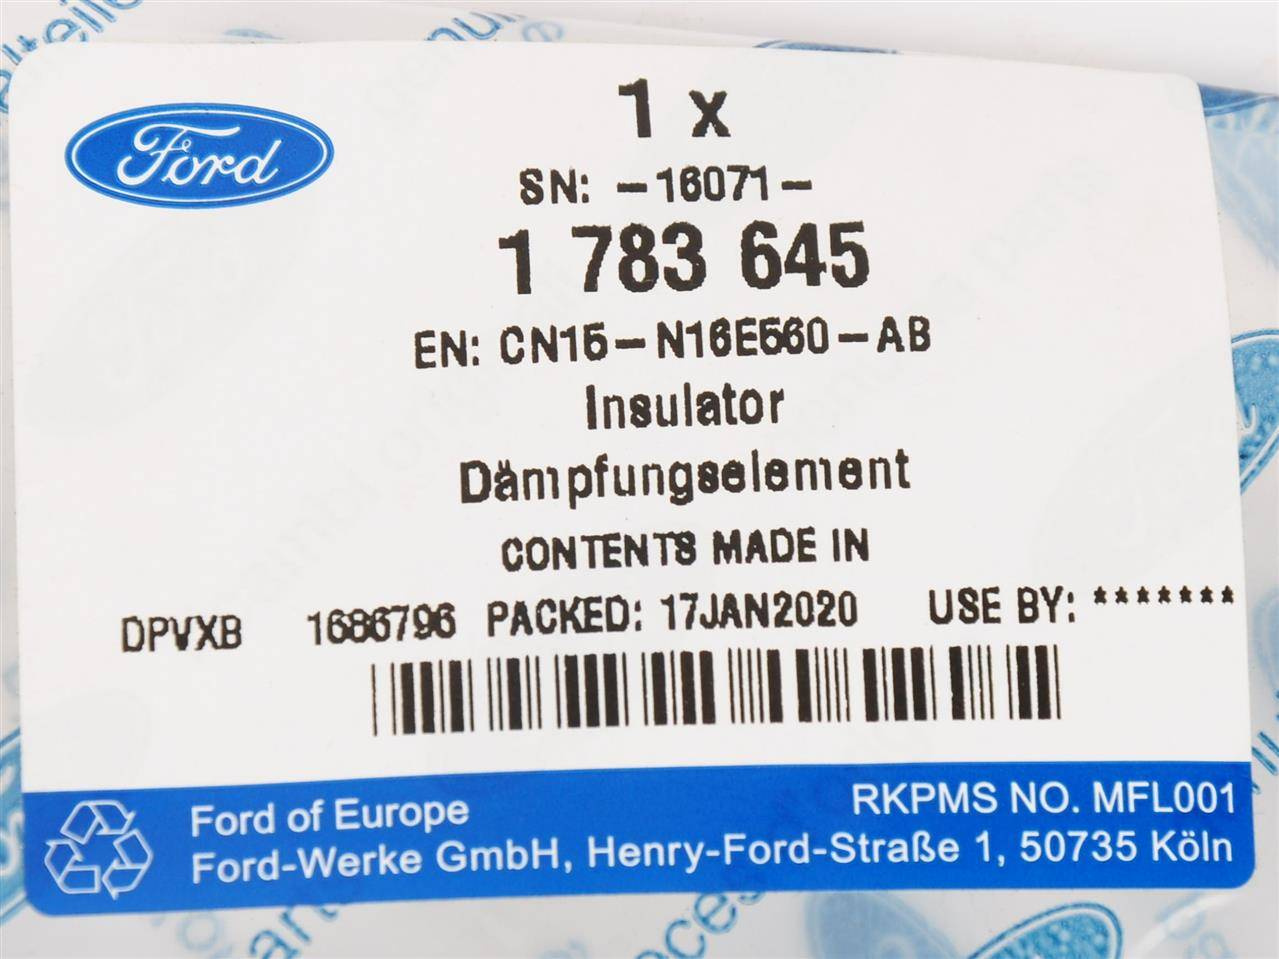 Ford
1 x
SN: -16071-
1 783 645
EN: CN15-N16E560-AB
Insulator
Dämpfungselement
CONTENTS MADE IN
DPVXB 1686796 PACKED: 17JAN2020 USE BY: *******
Ford of Europe
RKPMS NO. MFL001
Ford-Werke GmbH, Henry-Ford-Straße 1, 50735 Köln